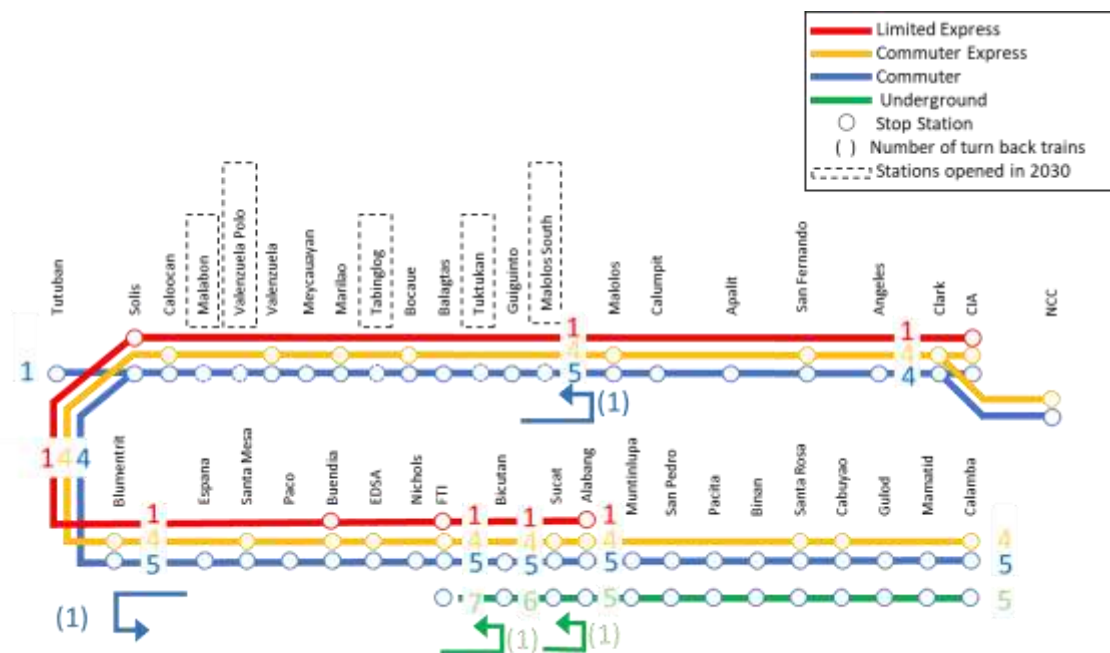 Limited Express
Commuter Express
Commuter
Underground
Stop Station
( ) Number of turn back trains
Stations opened in 2030
Tutuban
Solis
Caloocan
Malabon
Valenzuela Polo
Valenzuela
Meycauayan
Marilao
Tabinglog
Bocaue
Balagtas
Tuktukan
Guiguinto
Malolos South
Malolos
Calumpit
Apalit
San Fernando
Angeles
Clark
CIA
NCC
1 1
4 4
1 5 4
(1)
1 4 4
Blumentrit
Espana
Santa Mesa
Paco
Buendia
EDSA
Nichols
FTI
Bicutan
Sucat
Alabang
Muntinlupa
San Pedro
Pacita
Binan
Santa Rosa
Cabuyao
Gulod
Mamatid
Calamba
1 1 1 1
4 4 4 4 4
5 5 5 5 5
7 6 5 5
(1) (1) (1)